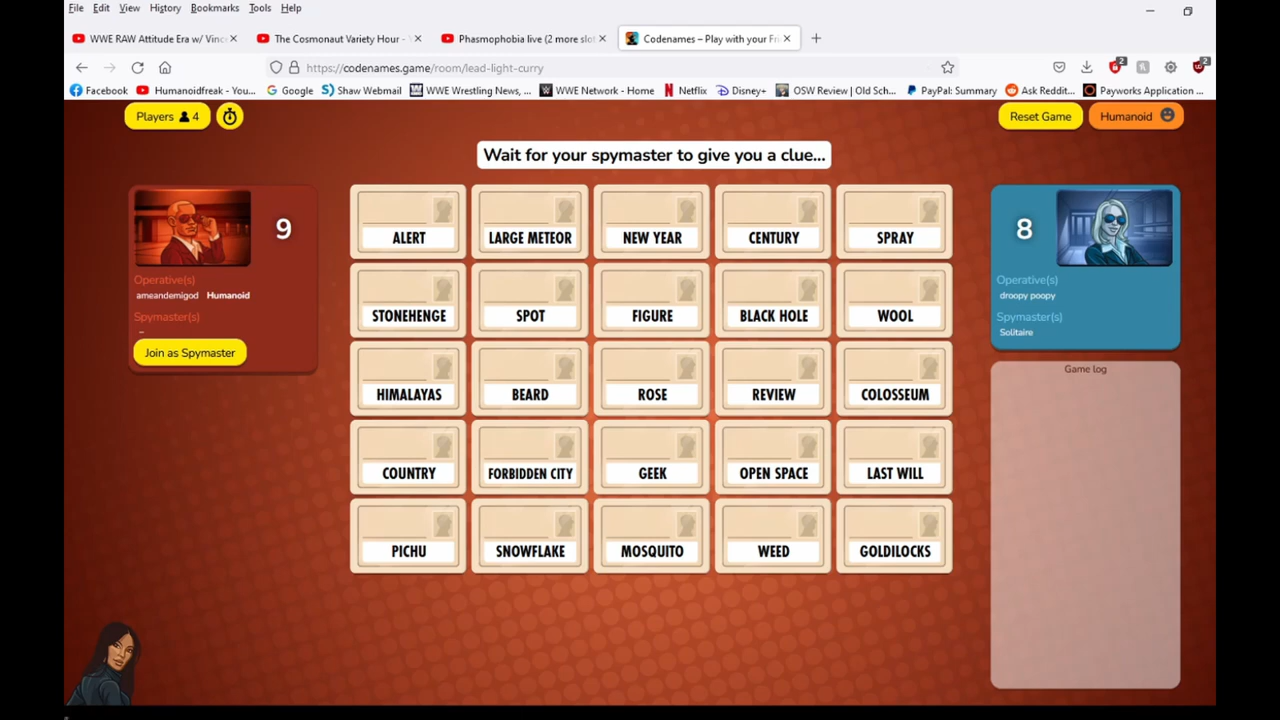 File Edit View History Bookmarks Tools Help
WWE RAW Attitude Era w/ Vinc
The Cosmonaut Variety Hour -
Phasmophobia live (2 more slot
Codenames – Play with your Fri
https://codenames.game/room/lead-light-curry
2
2
Facebook Humanoidfreak - You... Google Shaw Webmail WWE Wrestling News, ... WWE Network - Home Netflix Disney+ OSW Review | Old Sch... PayPal: Summary Ask Reddit... Payworks Application ...
Players 4
Reset Game
Humanoid
Wait for your spymaster to give you a clue...
9
Operative(s)
ameandemigod Humanoid
Spymaster(s)
–
Join as Spymaster
8
Operative(s)
droopy poopy
Spymaster(s)
Solitaire
Game log
ALERT LARGE METEOR NEW YEAR CENTURY SPRAY
STONEHENGE SPOT FIGURE BLACK HOLE WOOL
HIMALAYAS BEARD ROSE REVIEW COLOSSEUM
COUNTRY FORBIDDEN CITY GEEK OPEN SPACE LAST WILL
PICHU SNOWFLAKE MOSQUITO WEED GOLDILOCKS